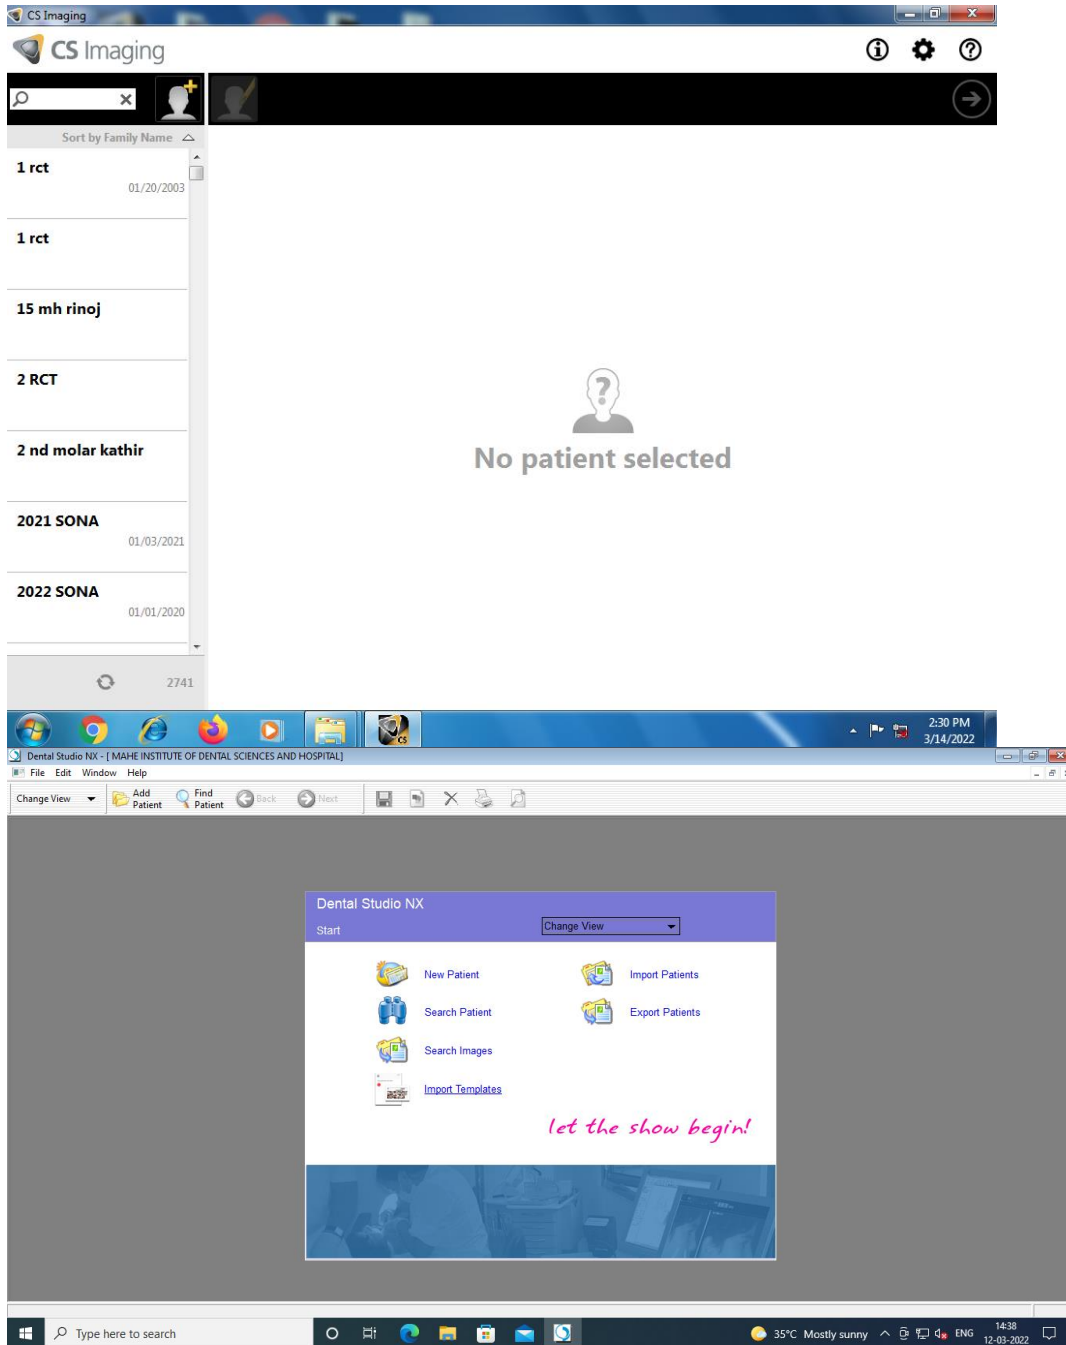 CS Imaging
CS Imaging
Sort by Family Name
1 rct
01/20/2003
1 rct
15 mh rinoj
2 RCT
2 nd molar kathir
2021 SONA
01/03/2021
2022 SONA
01/01/2020
No patient selected
2741
CS
2:30 PM
3/14/2022
Dental Studio NX - [ MAHE INSTITUTE OF DENTAL SCIENCES AND HOSPITAL]
File Edit Window Help
Change View Add Patient Find Patient Back Next
Dental Studio NX
Start Change View
New Patient Import Patients
Search Patient Export Patients
Search Images
Import Templates
let the show begin!
Type here to search
35°C Mostly sunny ENG 14:38
12-03-2022